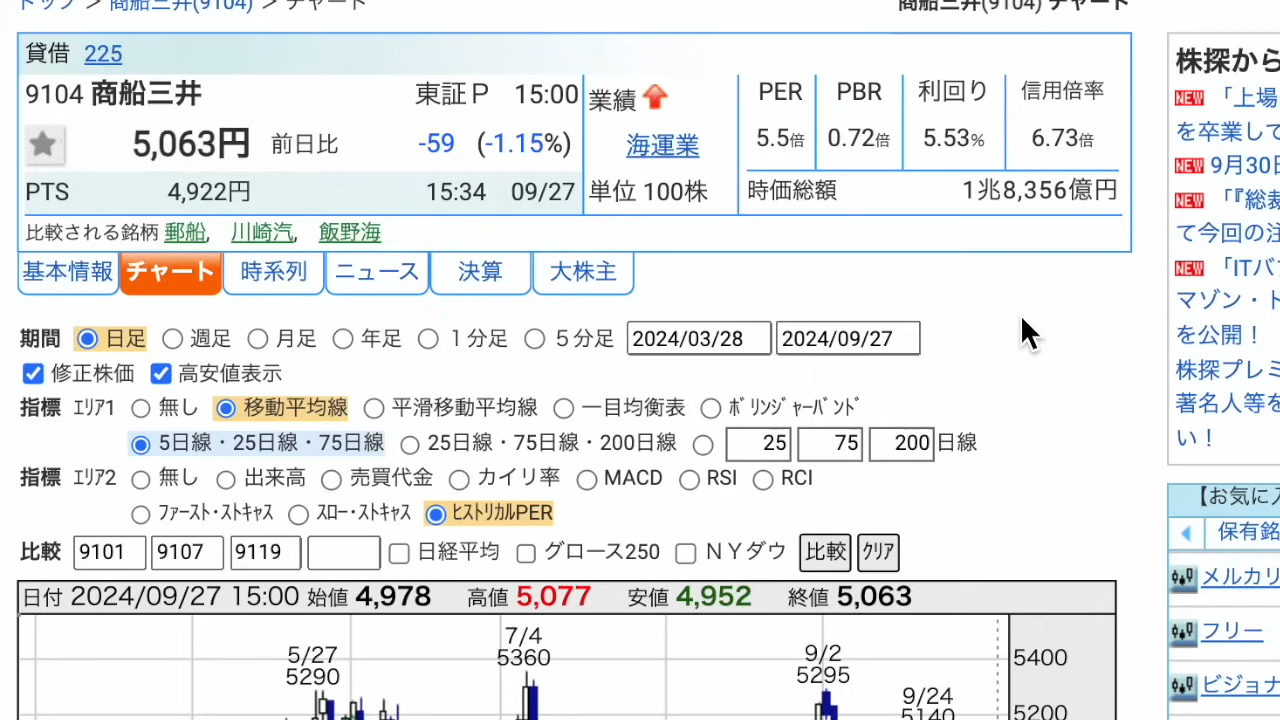 トップ > 商船三井(9104) > チャート
商船三井(9104) チャート
貸借 225
9104 商船三井 東証P 15:00
5,063円 前日比 -59 (-1.15%)
PTS 4,922円 15:34 09/27
業績
海運業
単位 100株
PER PBR 利回り 信用倍率
5.5倍 0.72倍 5.53% 6.73倍
時価総額 1兆8,356億円
比較される銘柄 郵船, 川崎汽, 飯野海
基本情報 チャート 時系列 ニュース 決算 大株主
期間 日足 週足 月足 年足 1分足 5分足 2024/03/28 2024/09/27
修正株価 高安値表示
指標 ｴﾘｱ1 無し 移動平均線 平滑移動平均線 一目均衡表 ﾎﾞﾘﾝｼﾞｬｰﾊﾞﾝﾄﾞ
5日線・25日線・75日線 25日線・75日線・200日線 25 75 200 日線
指標 ｴﾘｱ2 無し 出来高 売買代金 カイリ率 MACD RSI RCI
ﾌｧｰｽﾄ･ｽﾄｷｬｽ ｽﾛｰ･ｽﾄｷｬｽ ﾋｽﾄﾘｶﾙPER
比較 9101 9107 9119 日経平均 グロース250 NYダウ 比較 ｸﾘｱ
日付 2024/09/27 15:00 始値 4,978 高値 5,077 安値 4,952 終値 5,063
5/27
5290
7/4
5360
9/2
5295
9/24
5140
5400
5200
株探から
NEW 「上場
を卒業して
NEW 9月30日
NEW 「『総裁
て今回の注
NEW 「ITバブ
マゾン・ド
を公開！
株探プレミ
著名人等を
い！
【お気に入
保有銘
メルカリ
フリー
ビジョナ